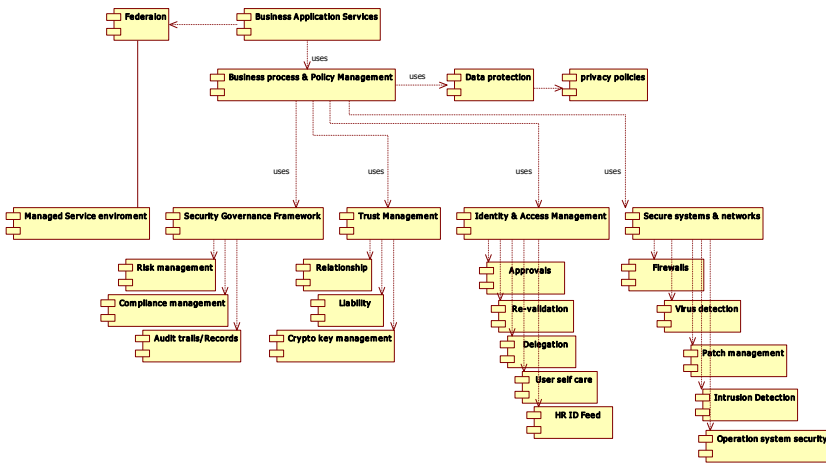 Federaion
Business Application Services
uses
Business process & Policy Management
uses
Data protection
privacy policies
uses
uses
uses
uses
Managed Service enviroment
Security Governance Framework
Trust Management
Identity & Access Management
Secure systems & networks
Risk management
Relationship
Approvals
Firewalls
Compliance management
Liability
Re-validation
Virus detection
Audit trails/Records
Crypto key management
Delegation
Patch management
User self care
Intrusion Detection
HR ID Feed
Operation system security